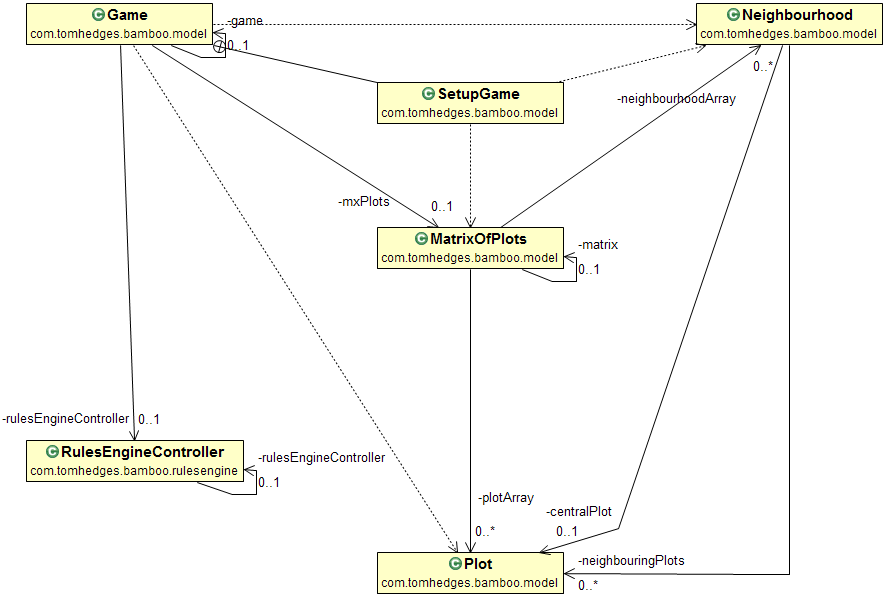 Game
com.tomhedges.bamboo.model
-game
0..1
Neighbourhood
com.tomhedges.bamboo.model
0..*
SetupGame
com.tomhedges.bamboo.model
-neighbourhoodArray
-mxPlots
0..1
MatrixOfPlots
com.tomhedges.bamboo.model
-matrix
0..1
-rulesEngineController
0..1
RulesEngineController
com.tomhedges.bamboo.rulesengine
-rulesEngineController
0..1
-plotArray
0..*
-centralPlot
0..1
Plot
com.tomhedges.bamboo.model
-neighbouringPlots
0..*